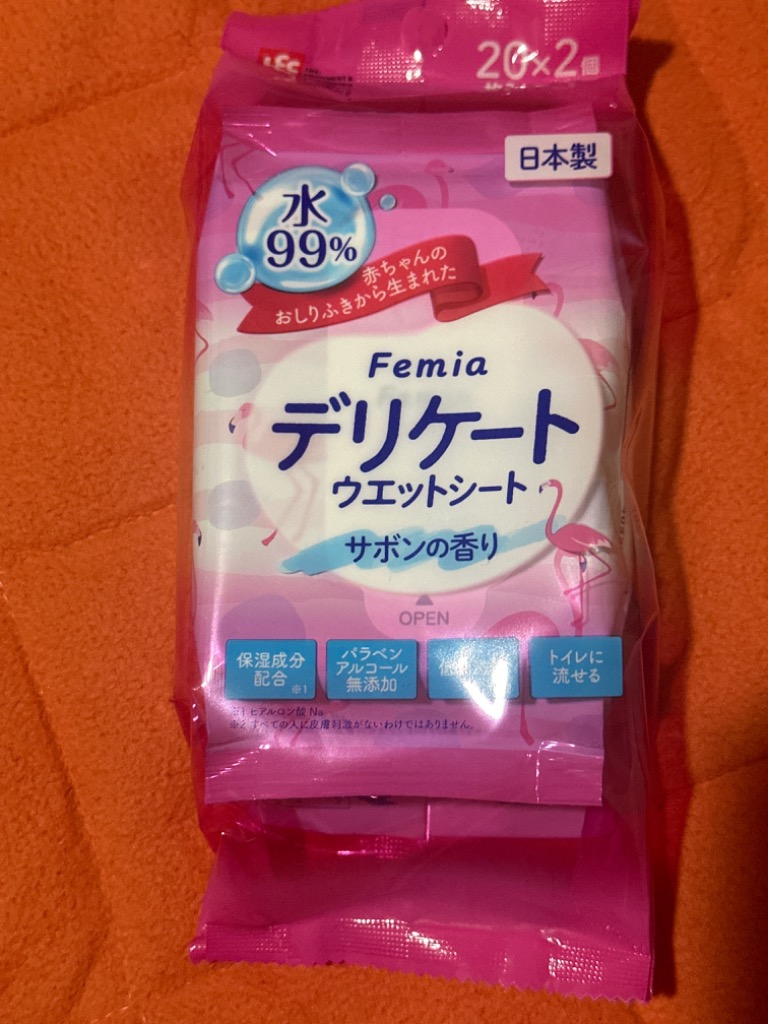 LEC
20×2個
日本製
水
99%
赤ちゃんの
おしりふきから生まれた
Femia
デリケート
ウエットシート
サボンの香り
OPEN
保湿成分
配合 ※1
パラベン
アルコール
無添加
トイレに
流せる
※1 ヒアルロン酸 Na
※2 すべての人に皮膚刺激がないわけではありません。